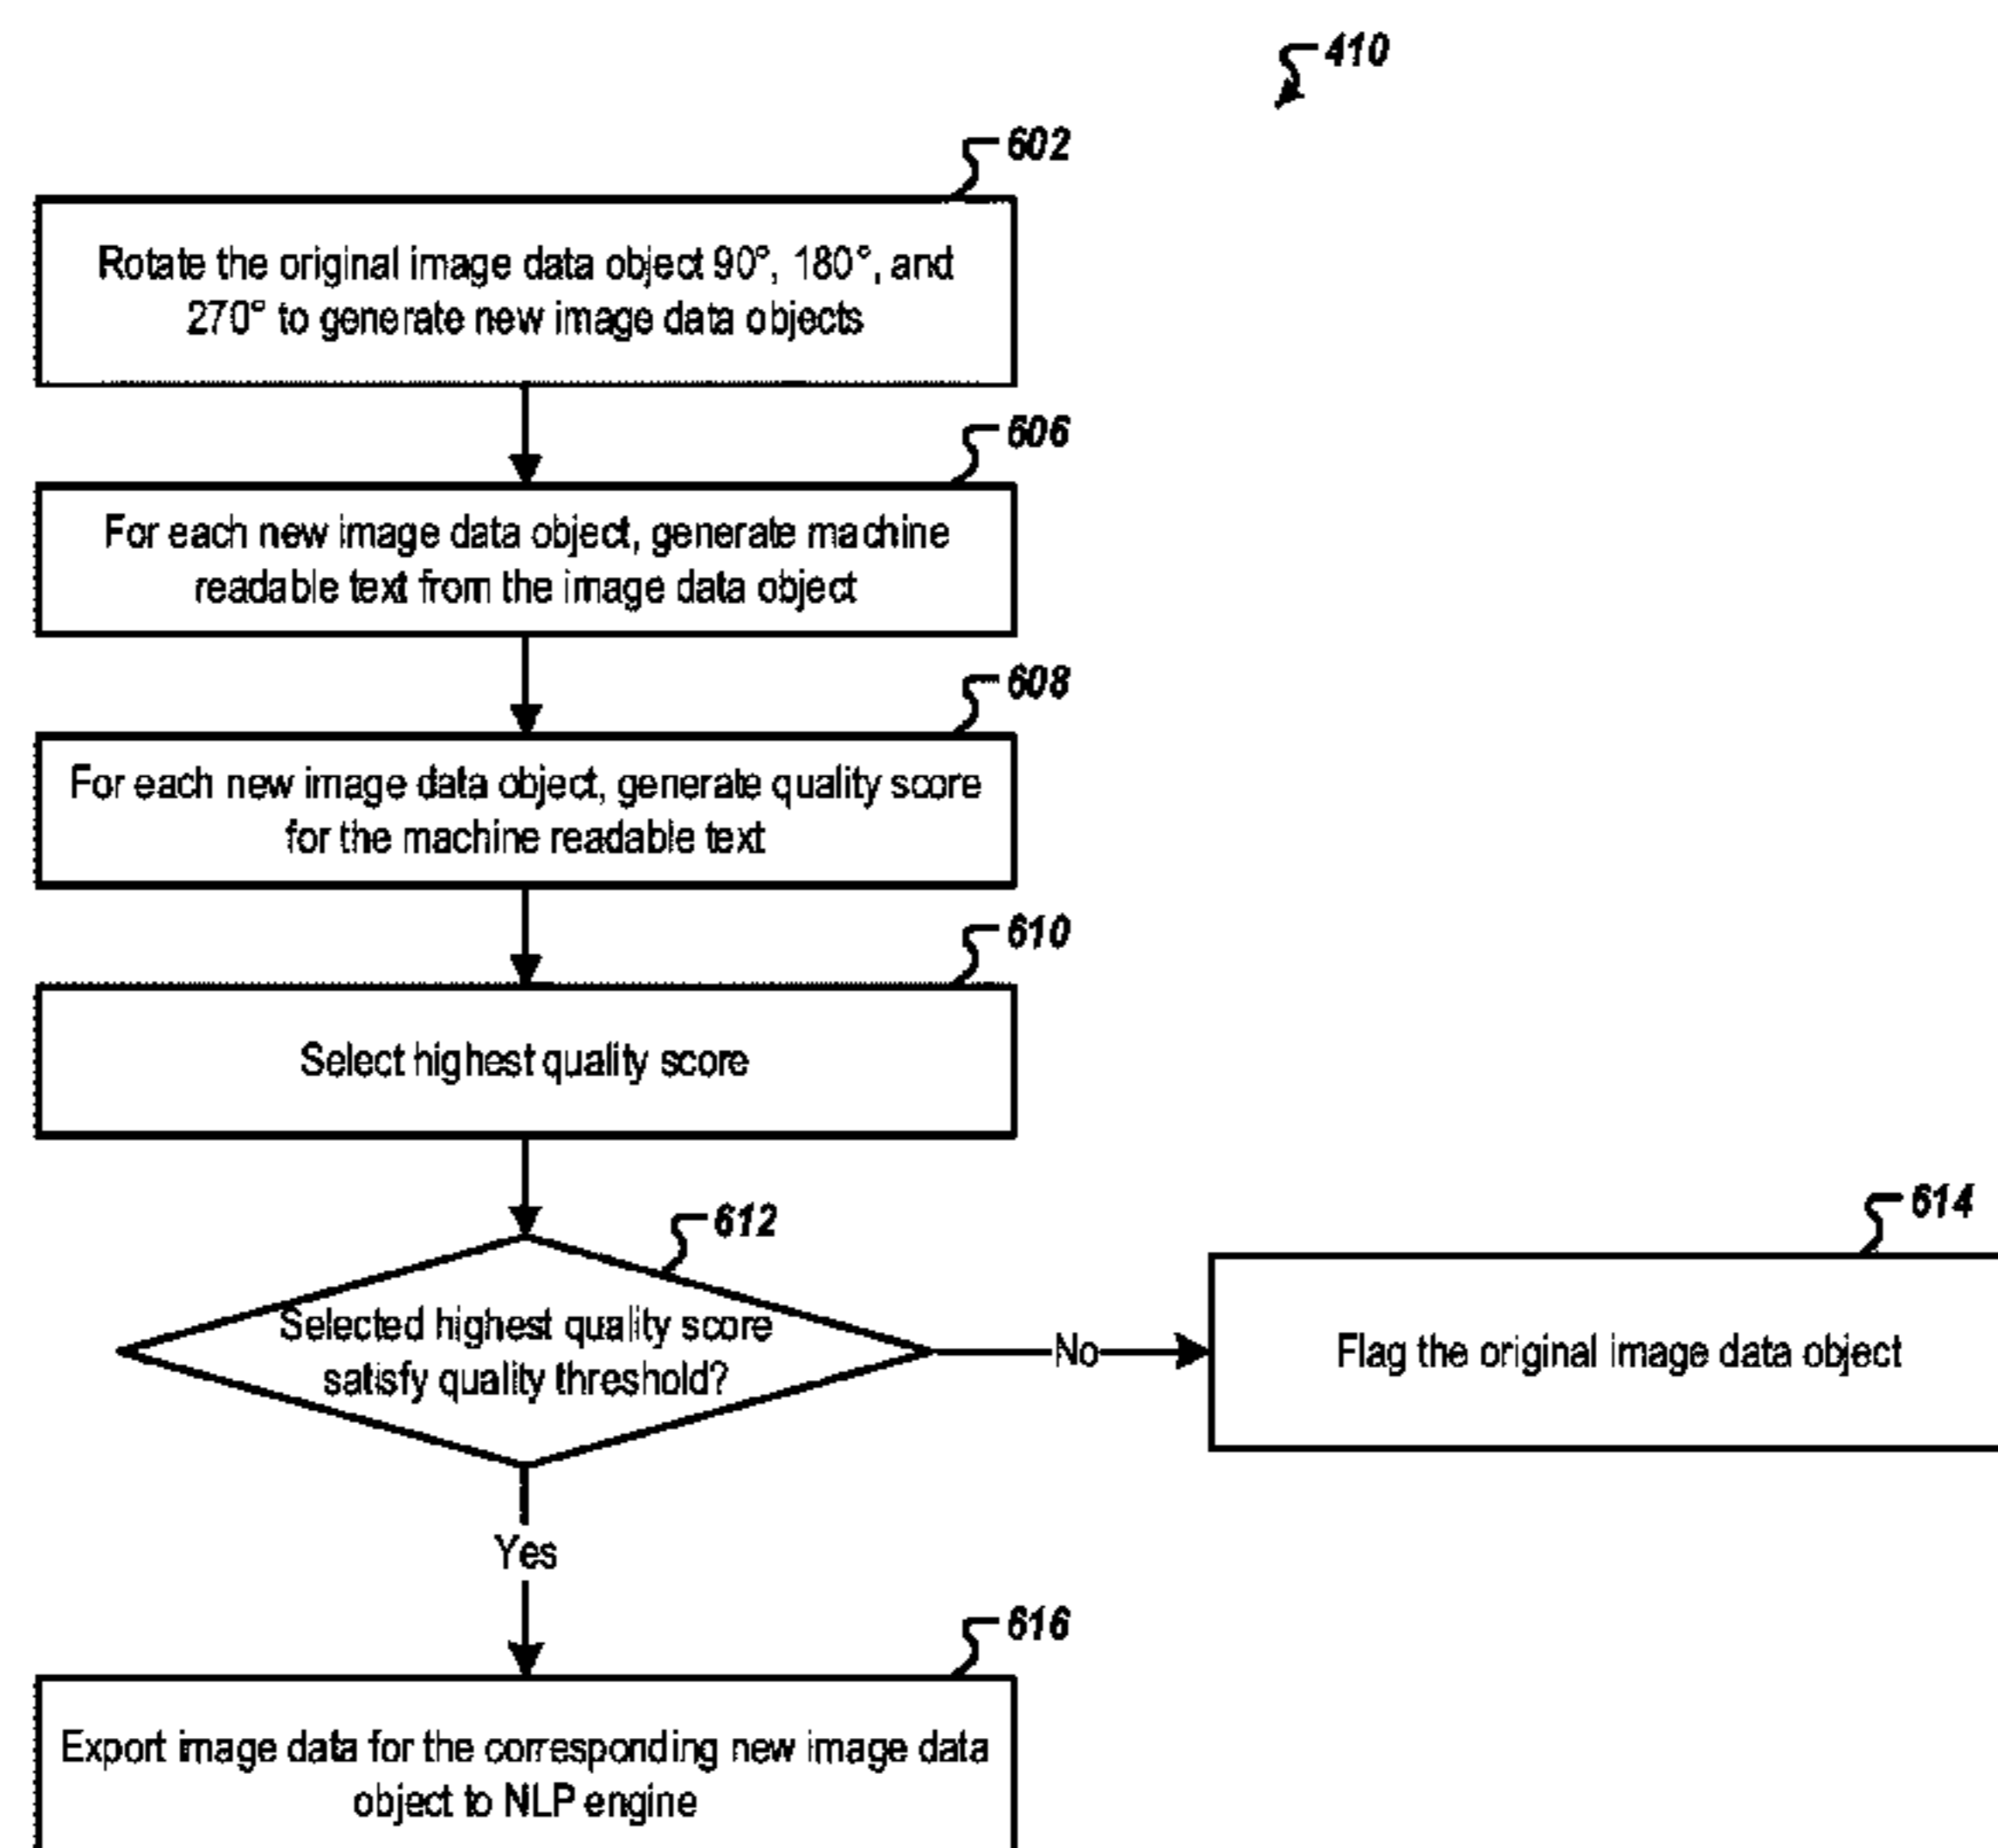 410
602
Rotate the original image data object 90°, 180°, and
270° to generate new image data objects
606
For each new image data object, generate machine
readable text from the image data object
608
For each new image data object, generate quality score
for the machine readable text
610
Select highest quality score
612
Selected highest quality score
satisfy quality threshold?
No
614
Flag the original image data object
Yes
616
Export image data for the corresponding new image data
object to NLP engine